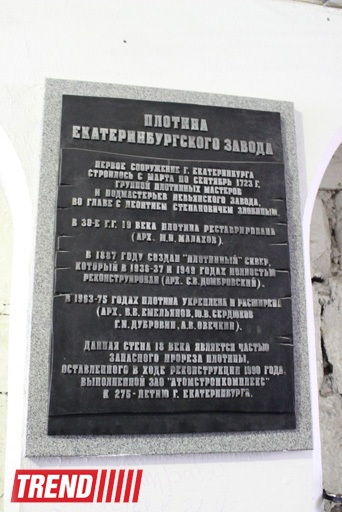 ПЛОТИНА
ЕКАТЕРИНБУРГСКОГО ЗАВОДА
ПЕРВОЕ СООРУЖЕНИЕ Г. ЕКАТЕРИНБУРГА
СТРОИЛОСЬ С МАРТА ПО СЕНТЯБРЬ 1723 Г.
ГРУППОЙ ПЛОТИННЫХ МАСТЕРОВ
И ПОДМАСТЕРЬЕВ НЕВЬЯНСКОГО ЗАВОДА,
ВО ГЛАВЕ С ЛЕОНТИЕМ СТЕПАНОВИЧЕМ ЗЛОБИНЫМ.
В 30-Е Г.Г. 19 ВЕКА ПЛОТИНА РЕСТАВРИРОВАНА
(АРХ. М.П. МАЛАХОВ).
В 1887 ГОДУ СОЗДАН "ПЛОТИННЫЙ" СКВЕР,
КОТОРЫЙ В 1936-37 И 1949 ГОДАХ ПОЛНОСТЬЮ
РЕКОНСТРУИРОВАН (АРХ. С.В. ДОМБРОВСКИЙ).
В 1963-75 ГОДАХ ПЛОТИНА УКРЕПЛЕНА И РАСШИРЕНА
(АРХ. В.В. ЕМЕЛЬЯНОВ, Ю.В. СЕРДЮКОВ
Г.И. ДУБРОВИН, А.В. ОВЕЧКИН).
ДАННАЯ СТЕНА 18 ВЕКА ЯВЛЯЕТСЯ ЧАСТЬЮ
ЗАПАСНОГО ПРОРЕЗА ПЛОТИНЫ,
ОСТАВЛЕННОГО В ХОДЕ РЕКОНСТРУКЦИИ 1998 ГОДА,
ВЫПОЛНЕННОЙ ЗАО "АТОМСТРОЙКОМПЛЕКС"
К 275-ЛЕТИЮ Г. ЕКАТЕРИНБУРГА.
TREND